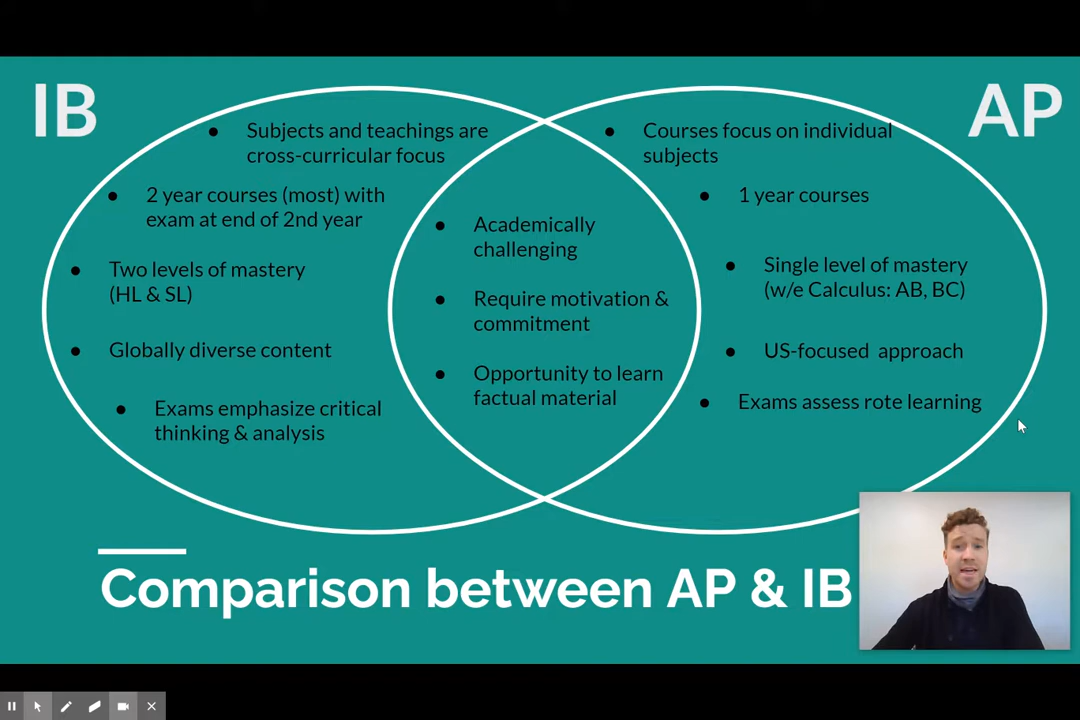 IB
AP
Subjects and teachings are
cross-curricular focus
2 year courses (most) with
exam at end of 2nd year
Two levels of mastery
(HL & SL)
Globally diverse content
Exams emphasize critical
thinking & analysis
Academically
challenging
Require motivation &
commitment
Opportunity to learn
factual material
Courses focus on individual
subjects
1 year courses
Single level of mastery
(w/e Calculus: AB, BC)
US-focused approach
Exams assess rote learning
Comparison between AP & IB